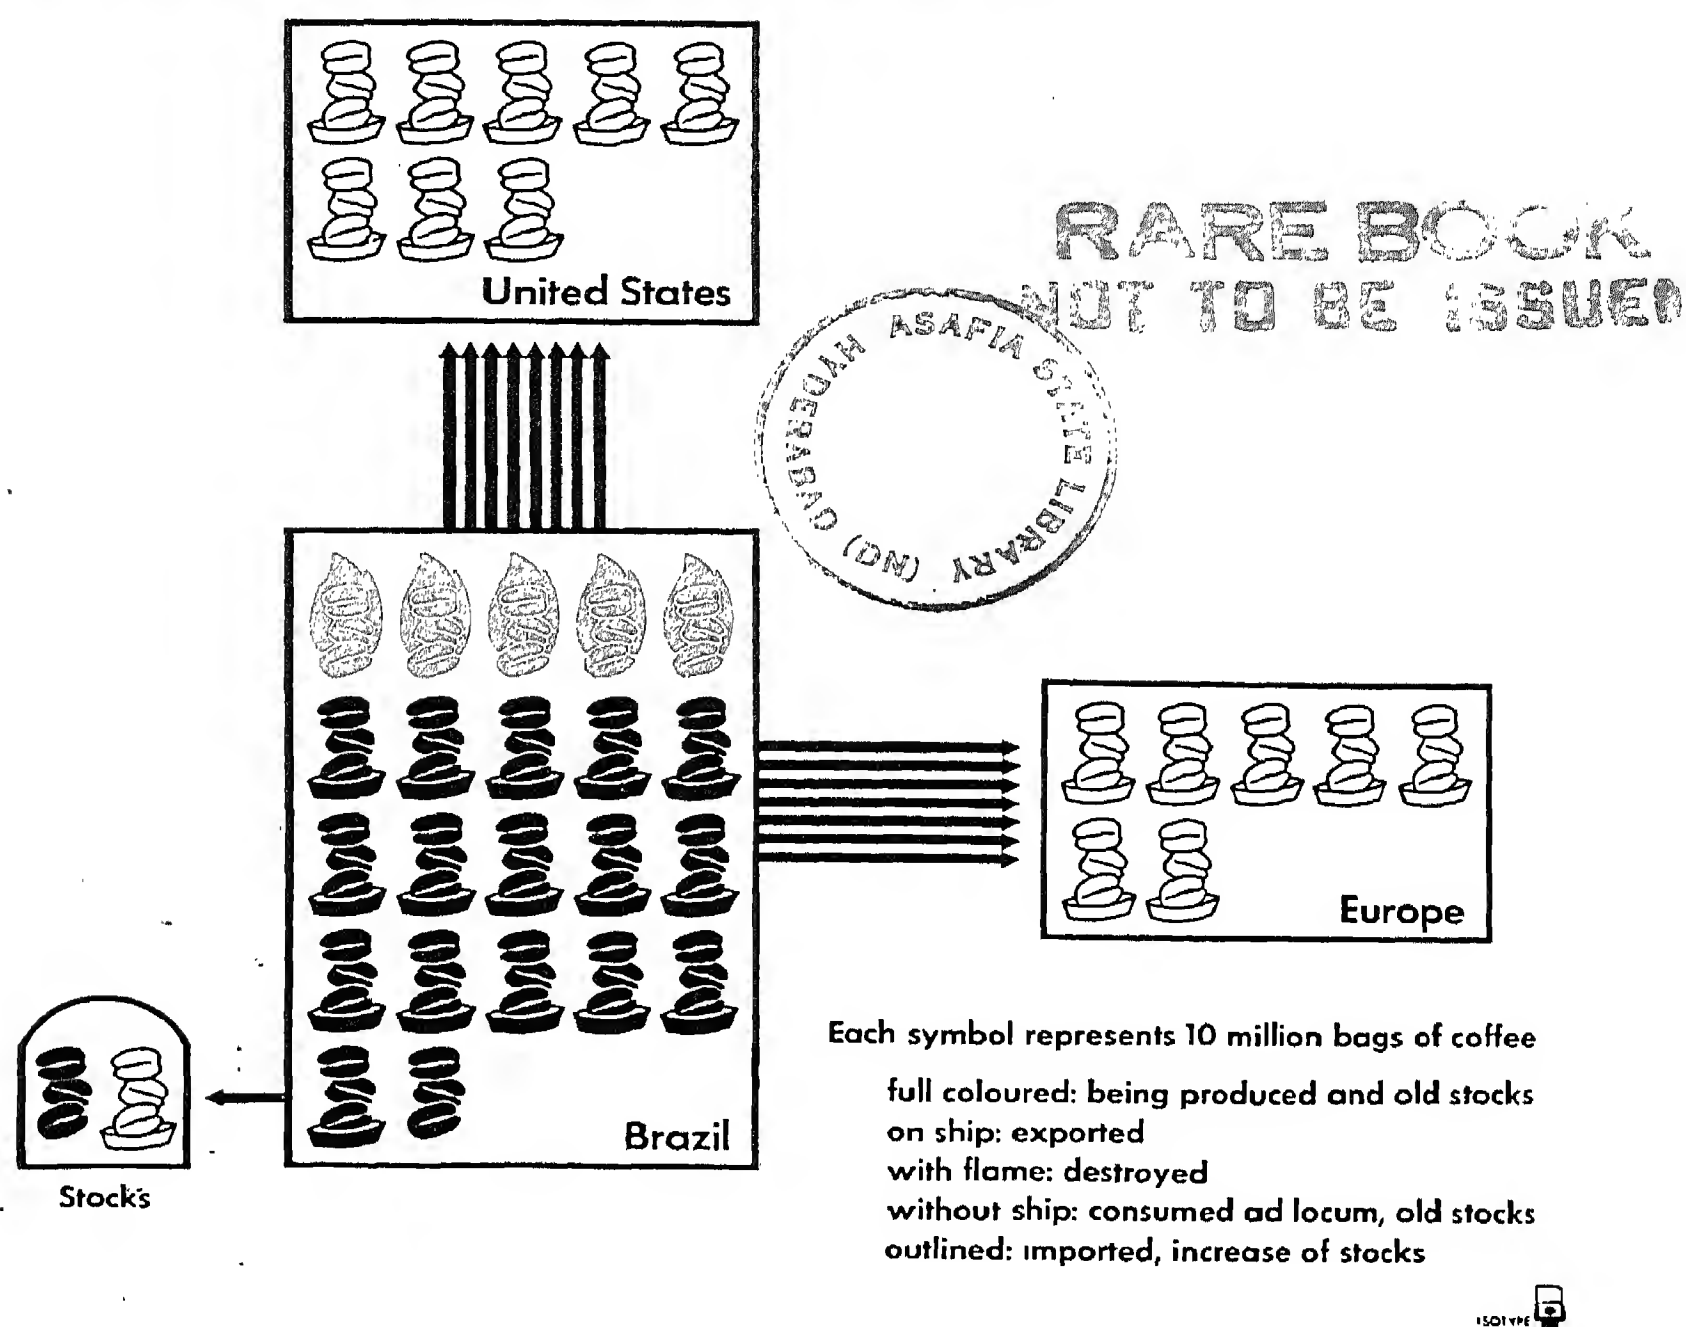 United States
RARE BOOK
NOT TO BE ISSUED
ASAFIA STATE LIBRARY (ND) HYDERABAD
Europe
Brazil
Stocks
Each symbol represents 10 million bags of coffee
full coloured: being produced and old stocks
on ship: exported
with flame: destroyed
without ship: consumed ad locum, old stocks
outlined: imported, increase of stocks
ISOTYPE